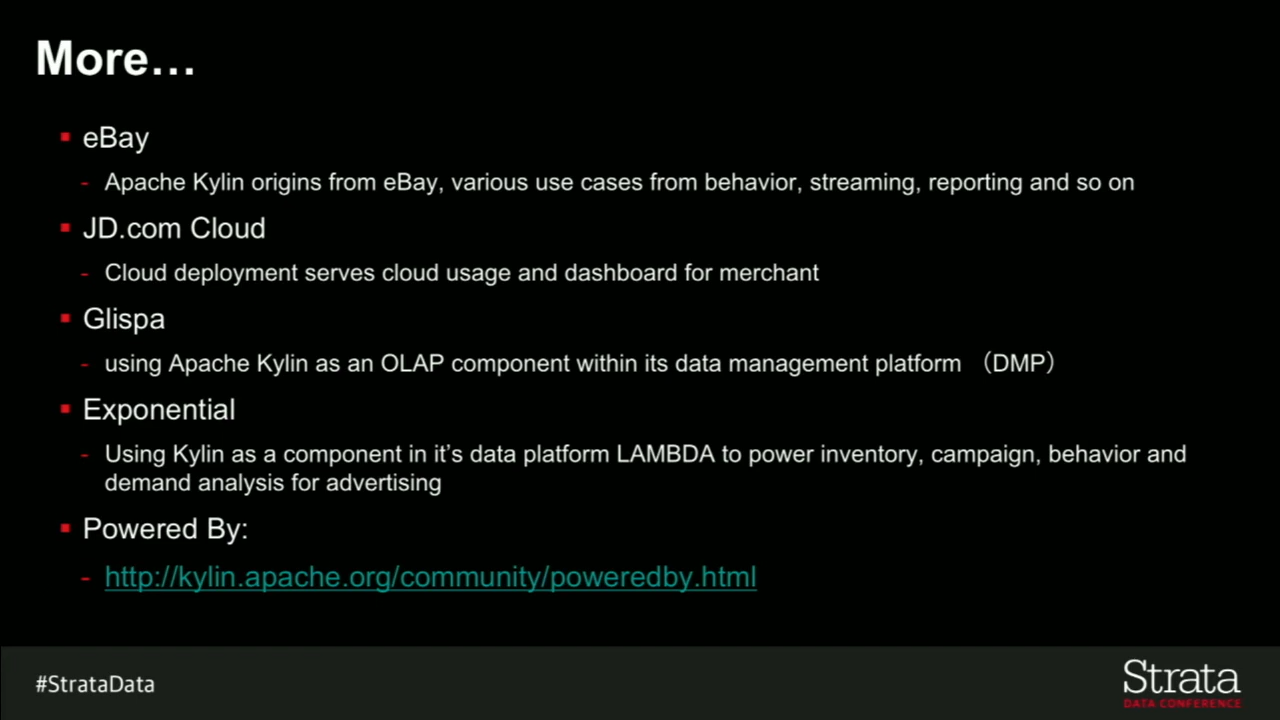 More…
eBay
- Apache Kylin origins from eBay, various use cases from behavior, streaming, reporting and so on
JD.com Cloud
- Cloud deployment serves cloud usage and dashboard for merchant
Glispa
- using Apache Kylin as an OLAP component within its data management platform （DMP）
Exponential
- Using Kylin as a component in it’s data platform LAMBDA to power inventory, campaign, behavior and
demand analysis for advertising
Powered By:
- http://kylin.apache.org/community/poweredby.html
#StrataData
Strata
DATA CONFERENCE